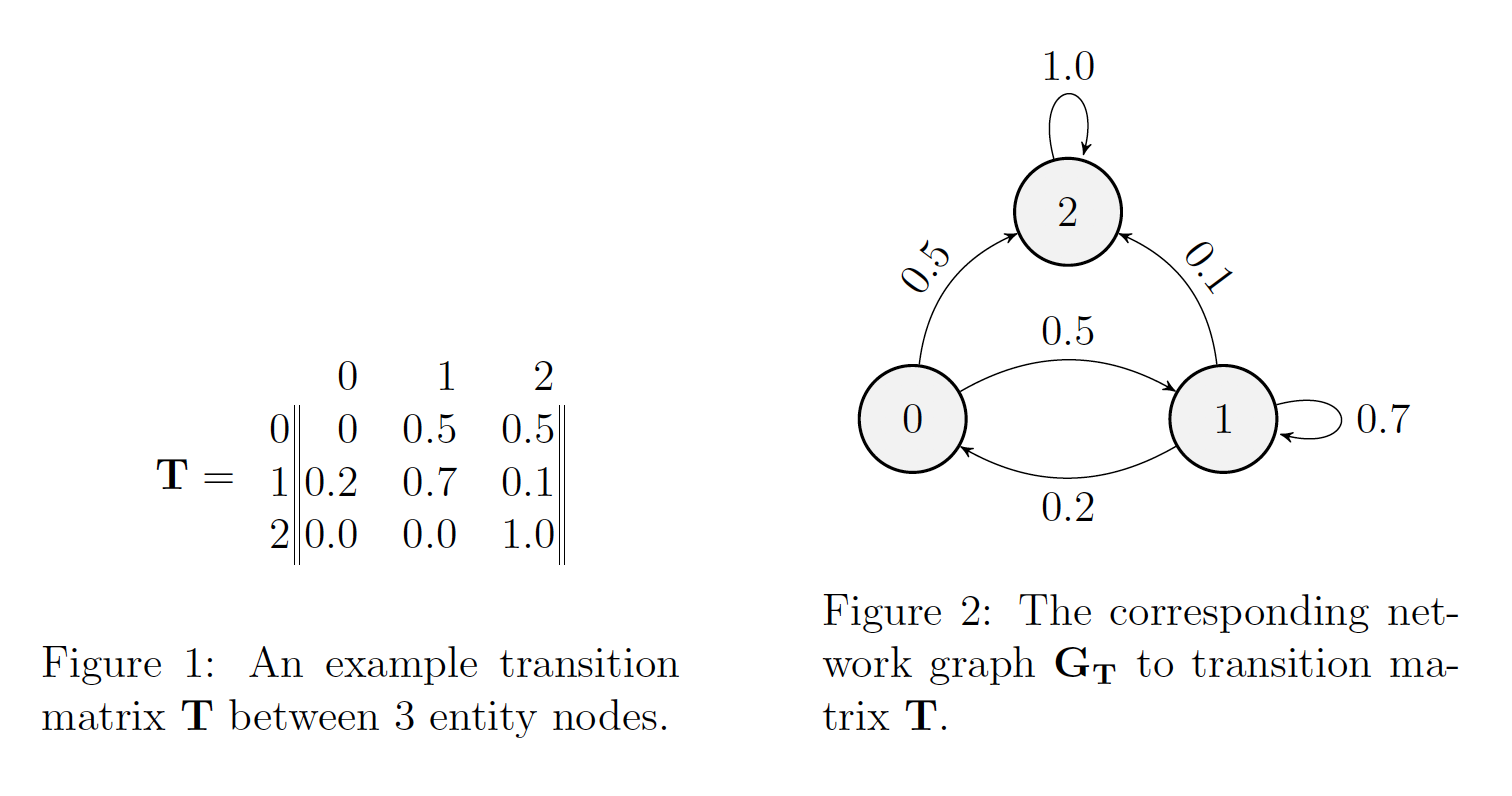 0 1 2
0 0 0.5 0.5
T = 1 0.2 0.7 0.1
2 0.0 0.0 1.0
Figure 1: An example transition
matrix T between 3 entity nodes.
1.0
2
0.5
0.1
0.5
0
1
0.7
0.2
Figure 2: The corresponding net-
work graph G_T to transition ma-
trix T.